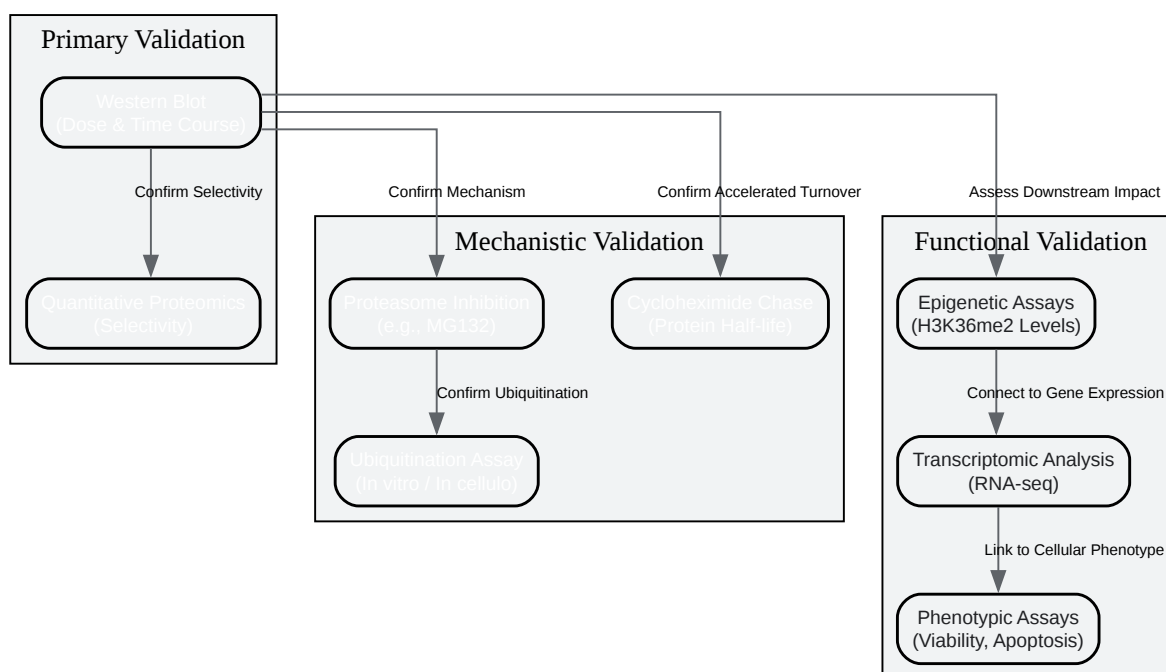 Primary Validation
Western Blot
(Dose & Time Course)
Confirm Selectivity
Confirm Mechanism
Confirm Accelerated Turnover
Assess Downstream Impact
Quantitative Proteomics
(Selectivity)
Mechanistic Validation
Proteasome Inhibition
(e.g., MG132)
Cycloheximide Chase
(Protein Half-life)
Confirm Ubiquitination
Ubiquitination Assay
(In vitro / In cellulo)
Functional Validation
Epigenetic Assays
(H3K36me2 Levels)
Connect to Gene Expression
Transcriptomic Analysis
(RNA-seq)
Link to Cellular Phenotype
Phenotypic Assays
(Viability, Apoptosis)